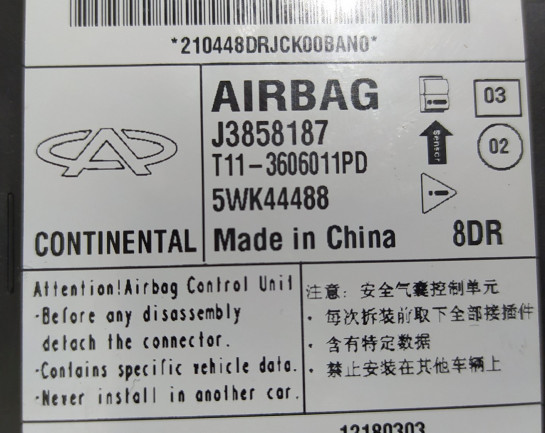 *210448DRJCK00BAN0*
AIRBAG
03
J3858187
Sensor
02
T11-3606011PD
5WK44488
CONTINENTAL
Made in China
8DR
Attention!Airbag Control Unit
-Before any disassembly
detach the connector.
-Contains specific vehicle data.
-Never install in another car.
注意: 安全气囊控制单元
· 每次拆装前取下全部接插件
· 含有特定数据
· 禁止安装在其他车辆上
12180303